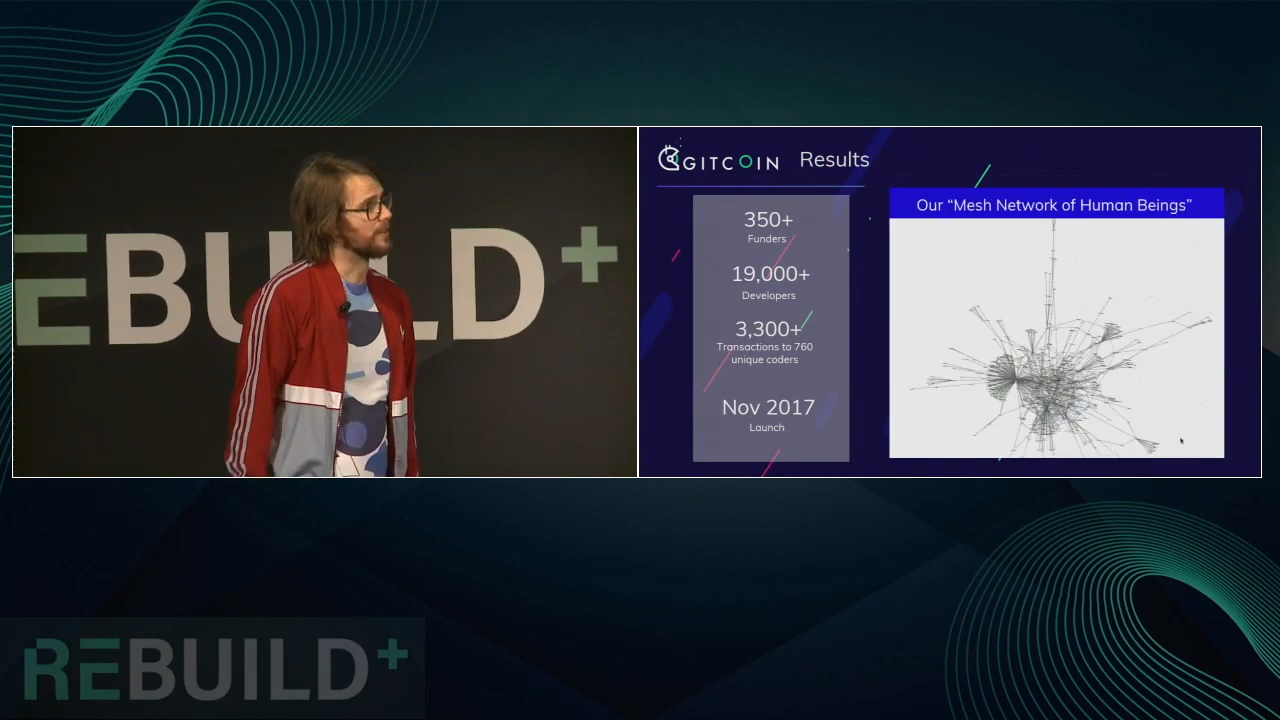 EBUILD+
GITCOIN Results
350+
Funders
19,000+
Developers
3,300+
Transactions to 760
unique coders
Nov 2017
Launch
Our “Mesh Network of Human Beings”
REBUILD+